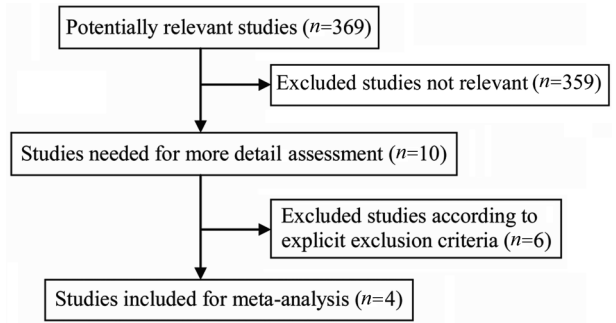 Potentially relevant studies (n=369)
Excluded studies not relevant (n=359)
Studies needed for more detail assessment (n=10)
Excluded studies according to
explicit exclusion criteria (n=6)
Studies included for meta-analysis (n=4)